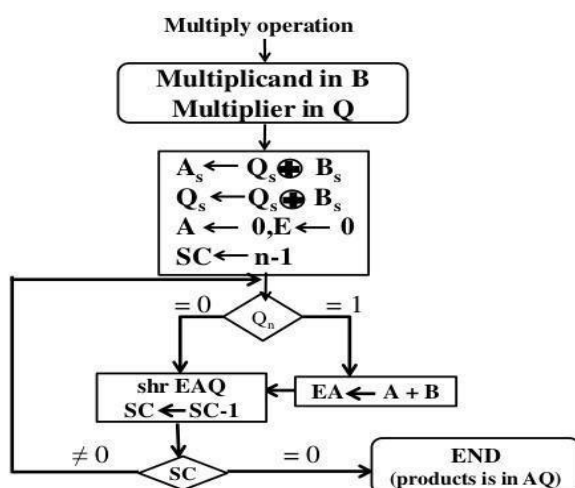 Multiply operation
Multiplicand in B
Multiplier in Q
Aₛ ← Qₛ ⊕ Bₛ
Qₛ ← Qₛ ⊕ Bₛ
A ← 0,E ← 0
SC ← n-1
= 0
= 1
Qₙ
shr EAQ
SC ← SC-1
EA ← A + B
≠ 0
SC
= 0
END
(products is in AQ)